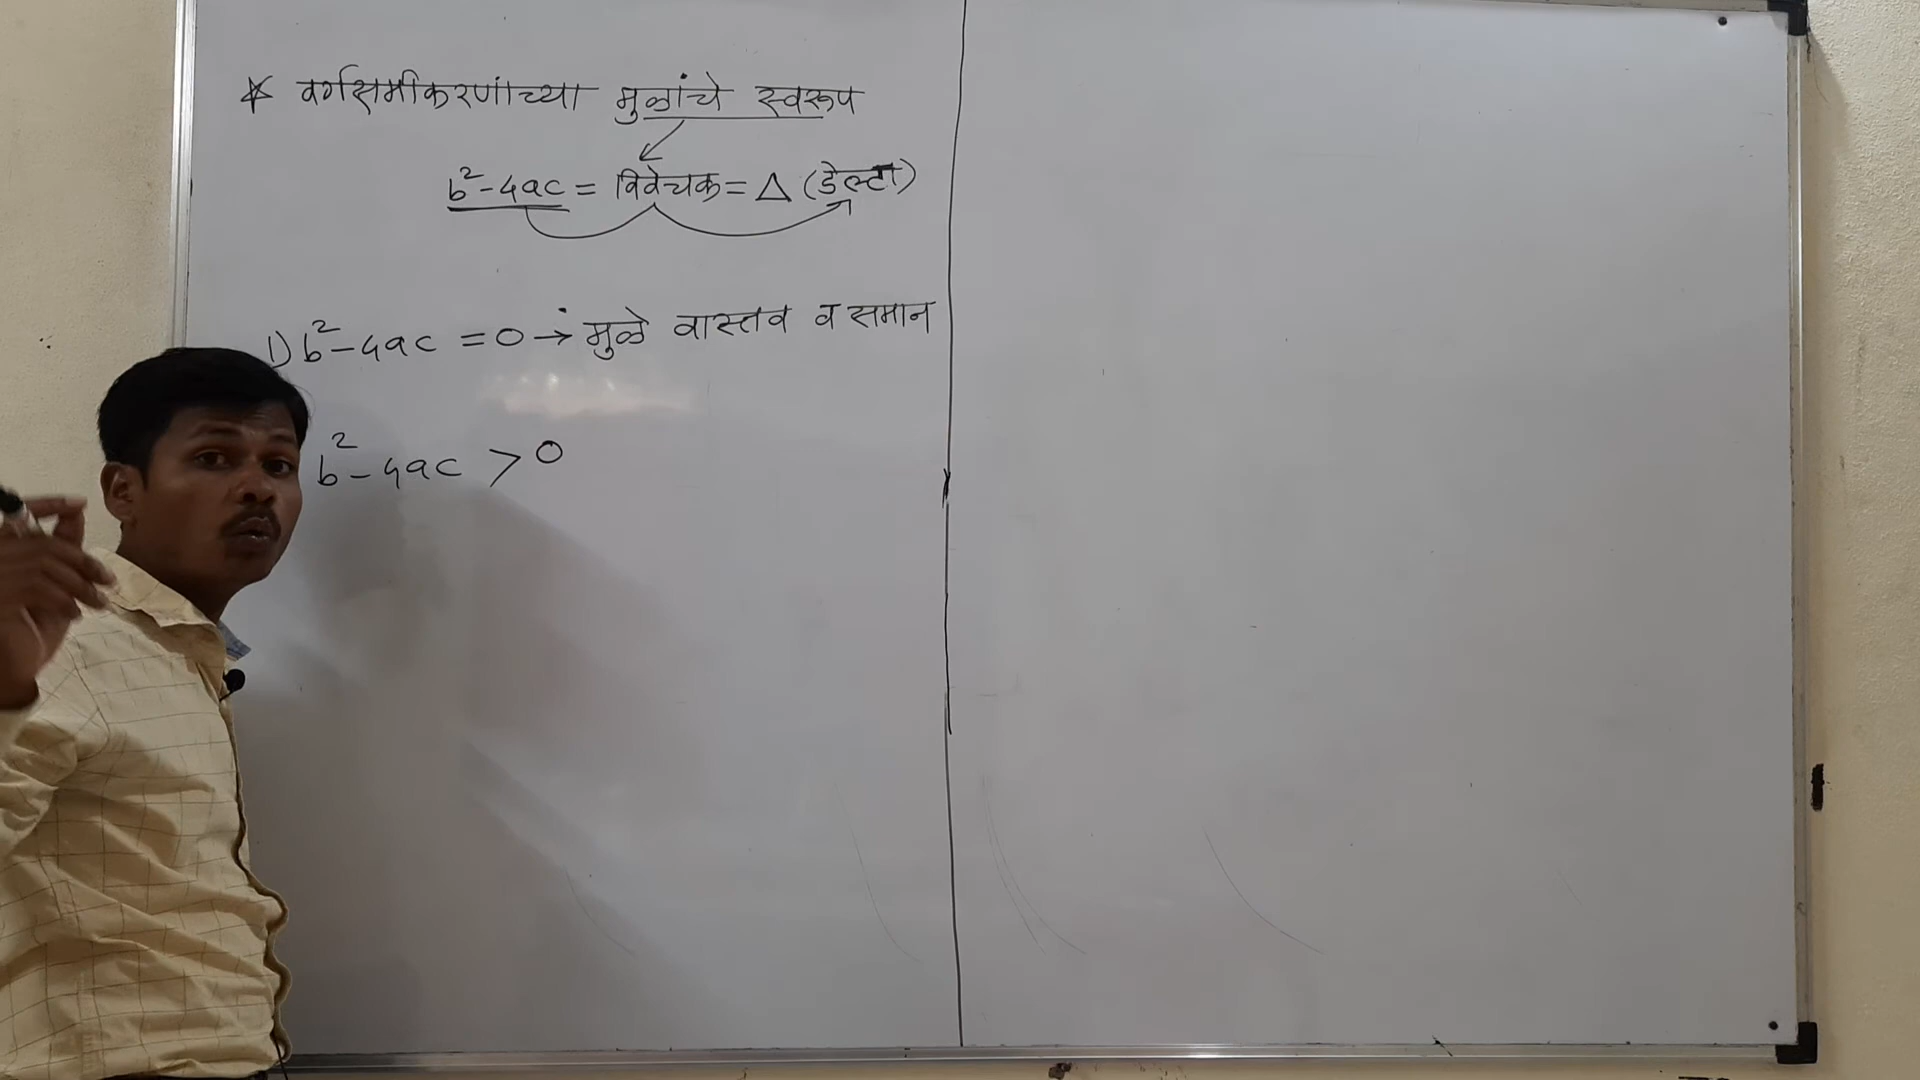 * वर्गसमीकरणांच्या मुळांचे स्वरूप
b²-4ac = विवेचक = △ (डेल्टा)
1) b²-4ac = 0 → मुळे वास्तव व समान
b²-4ac > 0